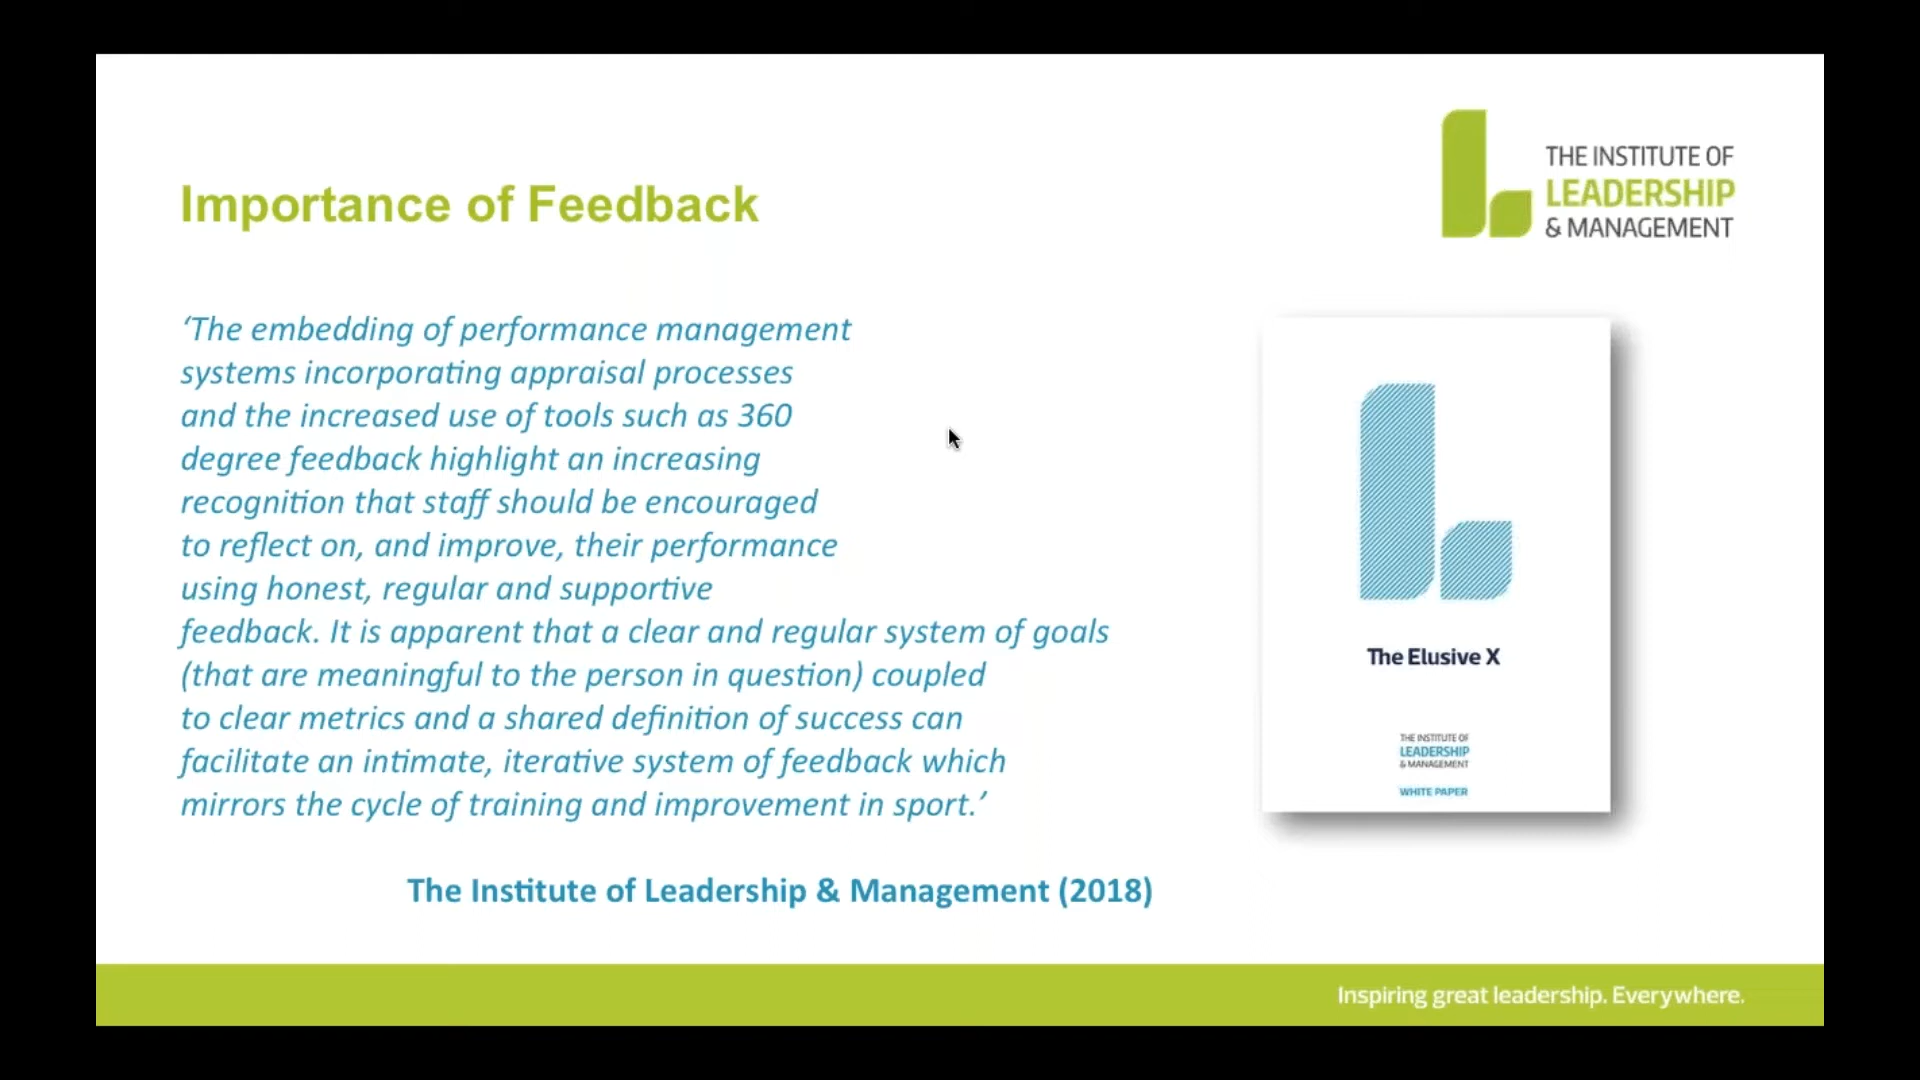 THE INSTITUTE OF
LEADERSHIP
& MANAGEMENT
Importance of Feedback
‘The embedding of performance management
systems incorporating appraisal processes
and the increased use of tools such as 360
degree feedback highlight an increasing
recognition that staff should be encouraged
to reflect on, and improve, their performance
using honest, regular and supportive
feedback. It is apparent that a clear and regular system of goals
(that are meaningful to the person in question) coupled
to clear metrics and a shared definition of success can
facilitate an intimate, iterative system of feedback which
mirrors the cycle of training and improvement in sport.’
The Institute of Leadership & Management (2018)
The Elusive X
THE INSTITUTE OF
LEADERSHIP
& MANAGEMENT
WHITE PAPER
Inspiring great leadership. Everywhere.